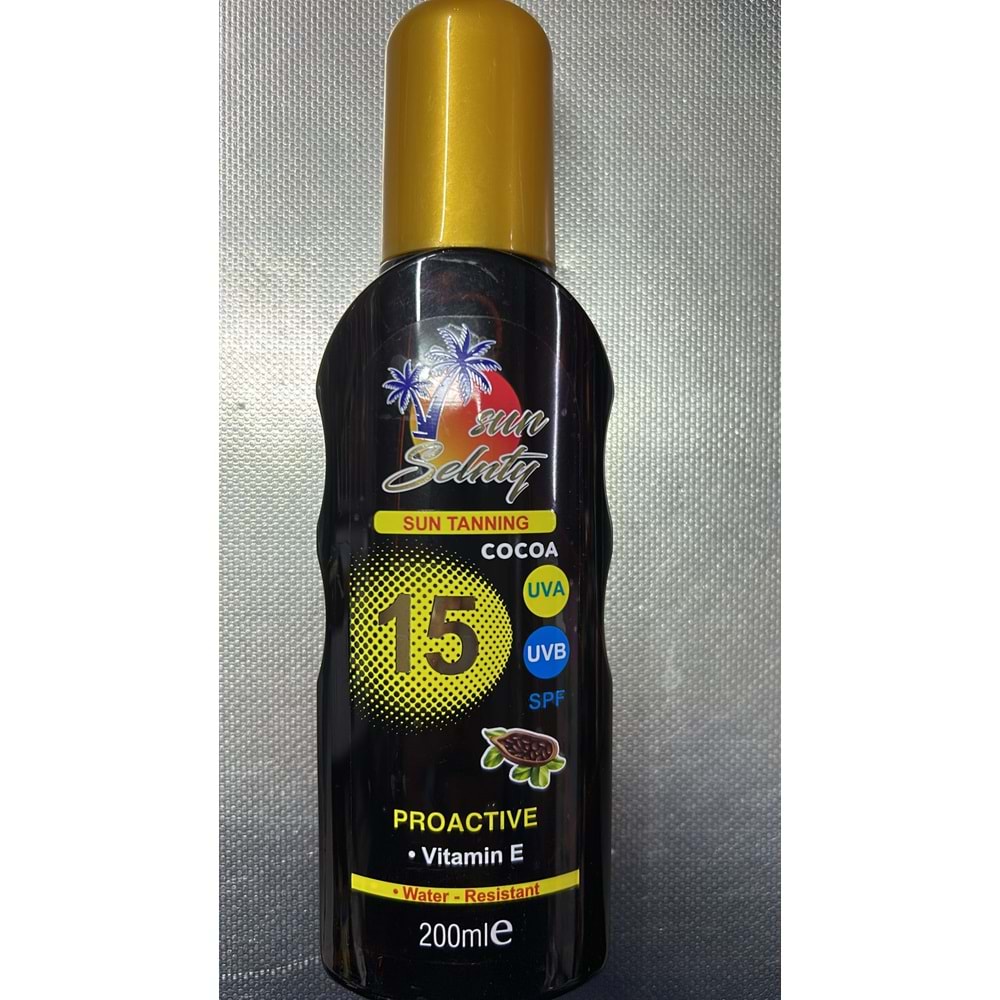 sun
Selnty
SUN TANNING
COCOA
15
UVA
UVB
SPF
PROACTIVE
• Vitamin E
• Water - Resistant
200ml e